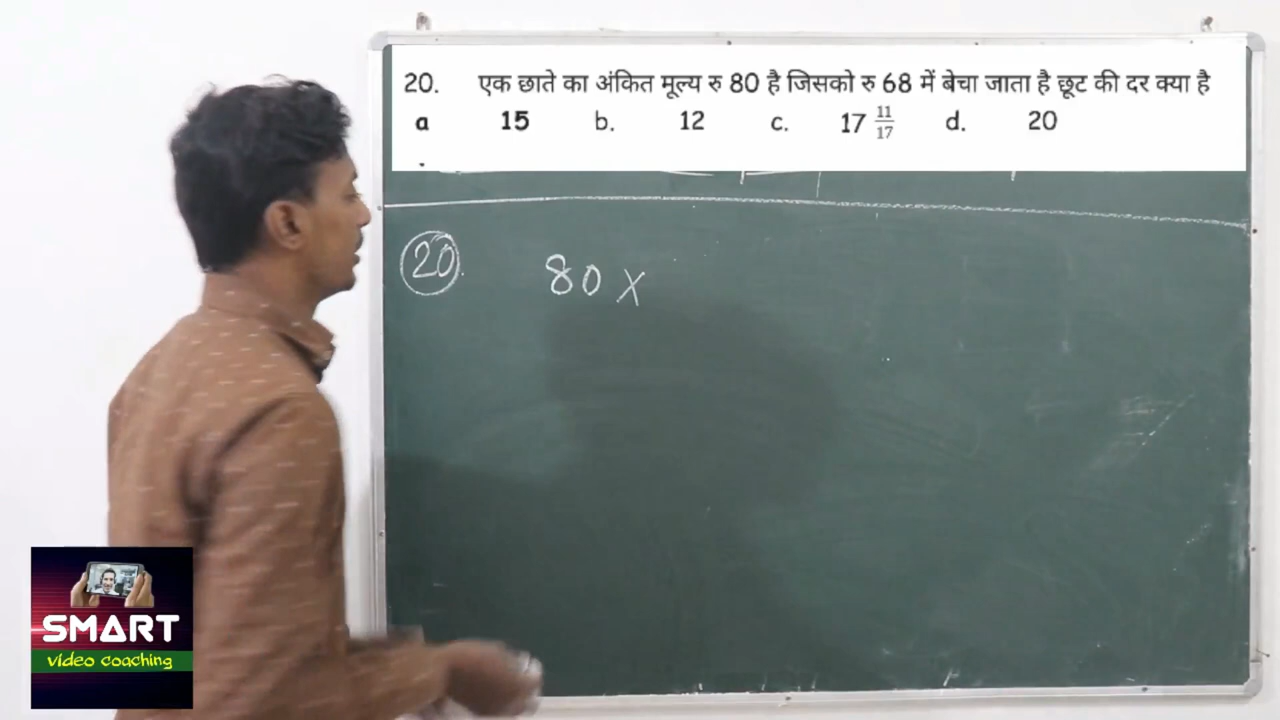 20. एक छाते का अंकित मूल्य रु 80 है जिसको रु 68 में बेचा जाता है छूट की दर क्या है
a 15 b. 12 c. 17 11/17 d. 20
.
20 80 x
SMART
video coaching